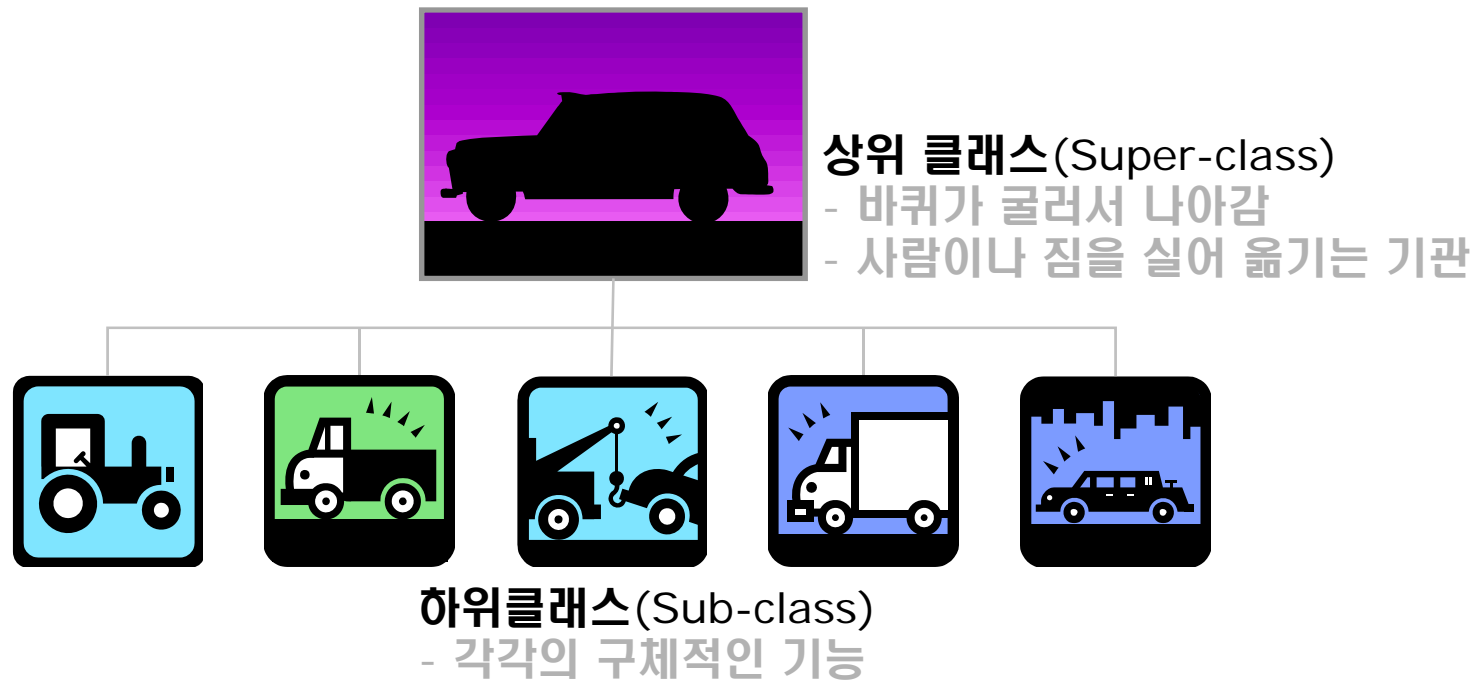 상위 클래스(Super-class)
- 바퀴가 굴러서 나아감
- 사람이나 짐을 실어 옮기는 기관
하위클래스(Sub-class)
- 각각의 구체적인 기능